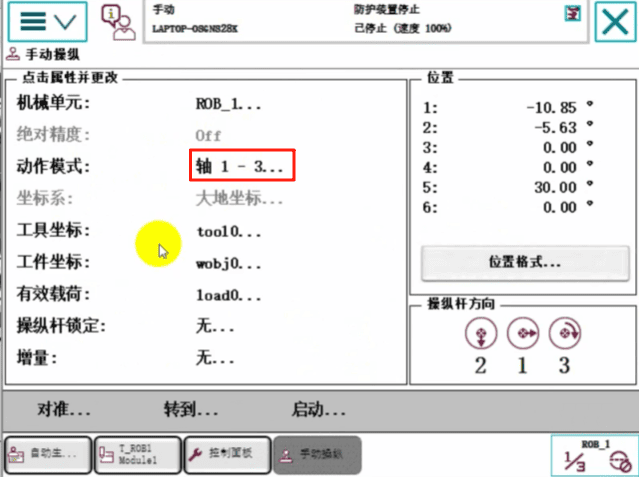 手动
LAPTOP-OS4NS28K
防护装置停止
已停止 (速度 100%)
手动操纵
点击属性并更改
机械单元: ROB_1...
绝对精度: Off
动作模式: 轴 1 - 3...
坐标系: 大地坐标...
工具坐标: tool0...
工件坐标: wobj0...
有效载荷: load0...
操纵杆锁定: 无...
增量: 无...
位置
1: -10.85 °
2: -5.63 °
3: 0.00 °
4: 0.00 °
5: 30.00 °
6: 0.00 °
位置格式...
操纵杆方向
2 1 3
对准... 转到... 启动...
自动生...
T_ROB1
Module1
控制面板
手动操纵
ROB_1
1/3